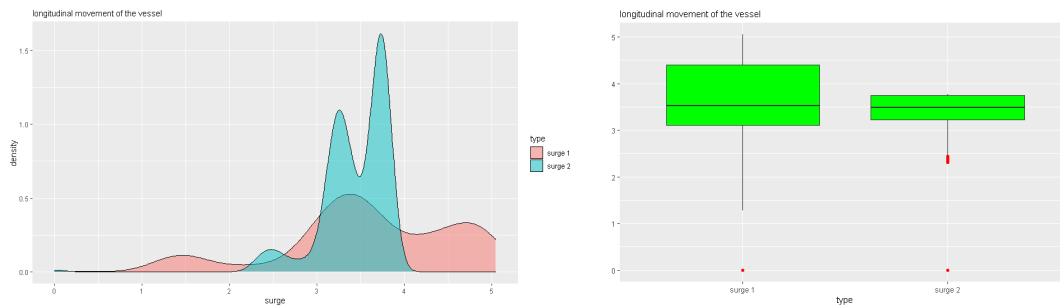 longitudinal movement of the vessel
density
1.5
1.0
0.5
0.0
0
1
2
3
4
5
surge
type
surge 1
surge 2
longitudinal movement of the vessel
5
4
3
2
1
0
surge 1
surge 2
type